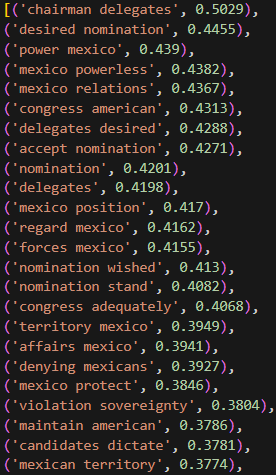 [('chairman delegates', 0.5029),
('desired nomination', 0.4455),
('power mexico', 0.439),
('mexico powerless', 0.4382),
('mexico relations', 0.4367),
('congress american', 0.4313),
('delegates desired', 0.4288),
('accept nomination', 0.4271),
('nomination', 0.4201),
('delegates', 0.4198),
('mexico position', 0.417),
('regard mexico', 0.4162),
('forces mexico', 0.4155),
('nomination wished', 0.413),
('nomination stand', 0.4082),
('congress adequately', 0.4068),
('territory mexico', 0.3949),
('affairs mexico', 0.3941),
('denying mexicans', 0.3927),
('mexico protect', 0.3846),
('violation sovereignty', 0.3804),
('maintain american', 0.3786),
('candidates dictate', 0.3781),
('mexican territory', 0.3774),